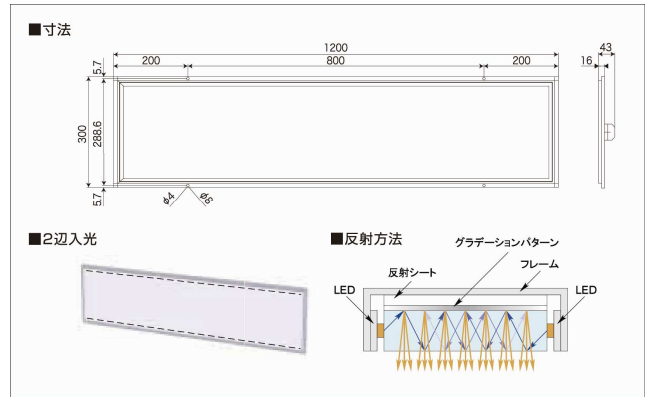 ■寸法
1200
200 800 200
43
16
5.7
300
288.6
5.7
φ4
φ6
■2辺入光
■反射方法
グラデーションパターン
反射シート
フレーム
LED
LED